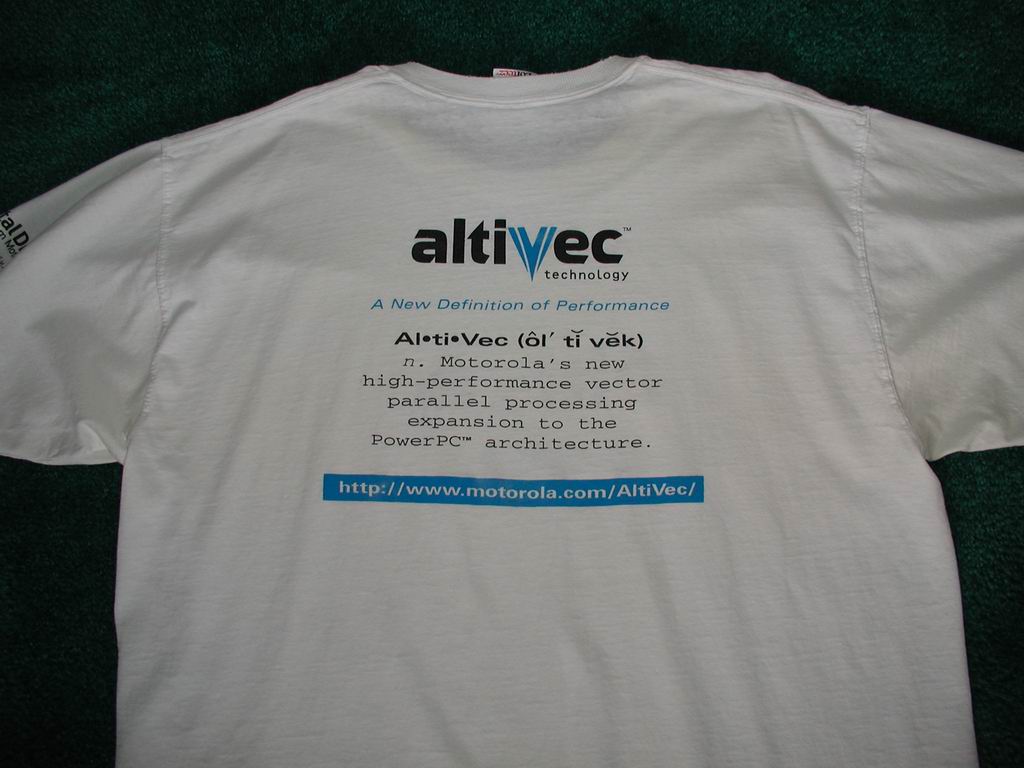 altivec™
technology
A New Definition of Performance
Al•ti•Vec (ôl′ tĭ vĕk)
n. Motorola's new
high-performance vector
parallel processing
expansion to the
PowerPC™ architecture.
http://www.motorola.com/AltiVec/